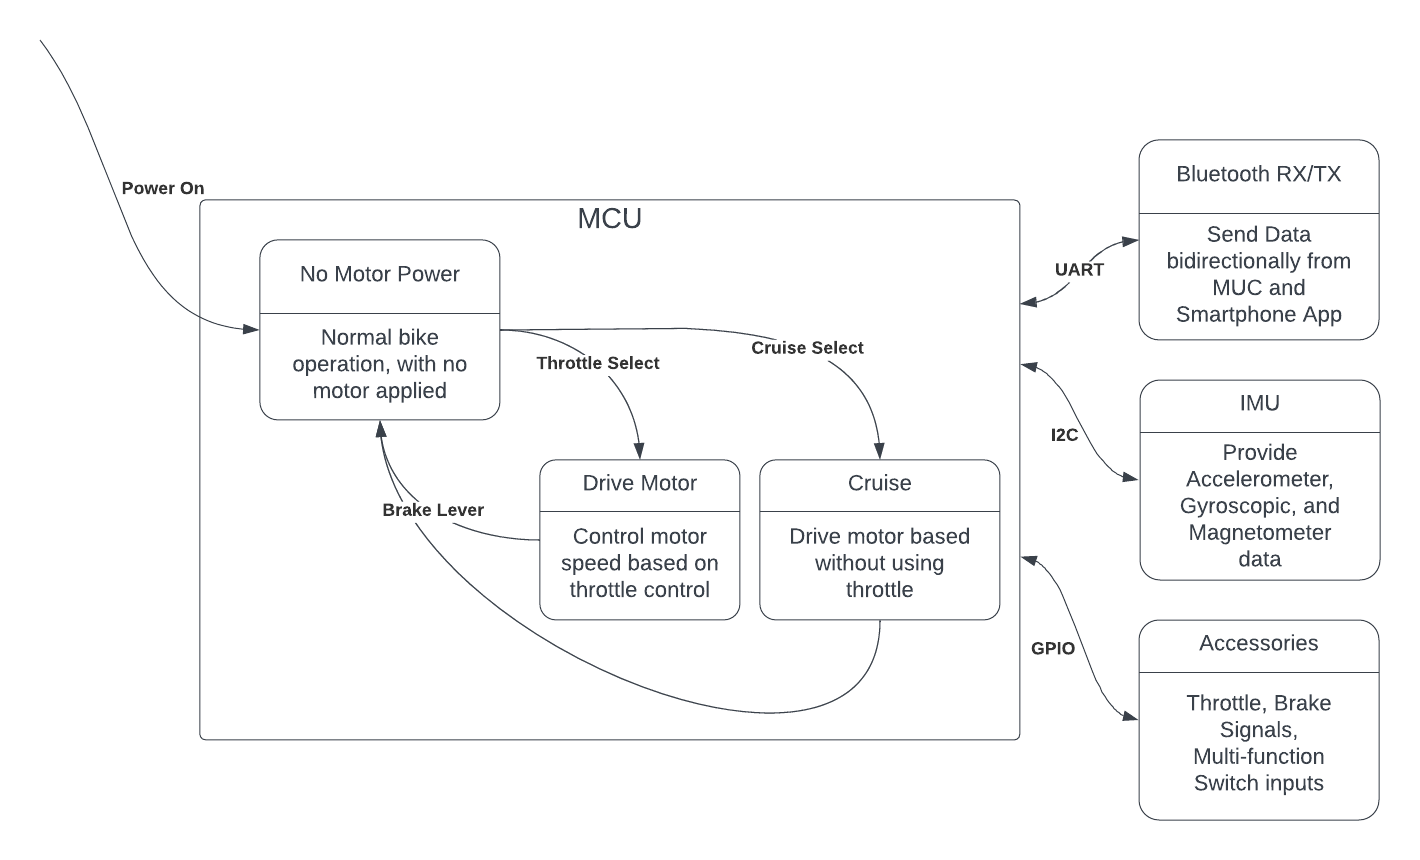 Power On
MCU
No Motor Power
Normal bike
operation, with no
motor applied
Throttle Select
Cruise Select
Brake Lever
Drive Motor
Control motor
speed based on
throttle control
Cruise
Drive motor based
without using
throttle
UART
Bluetooth RX/TX
Send Data
bidirectionally from
MUC and
Smartphone App
I2C
IMU
Provide
Accelerometer,
Gyroscopic, and
Magnetometer
data
GPIO
Accessories
Throttle, Brake
Signals,
Multi-function
Switch inputs